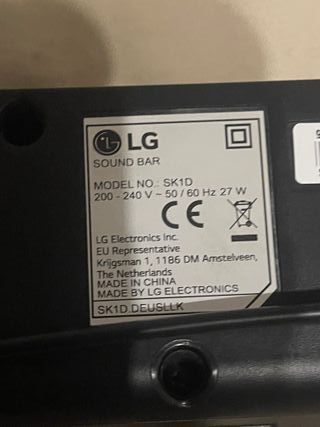 LG
SOUND BAR
MODEL NO.: SK1D
200 - 240 V ~ 50 / 60 Hz 27 W
CE
LG Electronics Inc.
EU Representative
Krijgsman 1, 1186 DM Amstelveen,
The Netherlands
MADE IN CHINA
MADE BY LG ELECTRONICS
SK1D.DEUSLLK